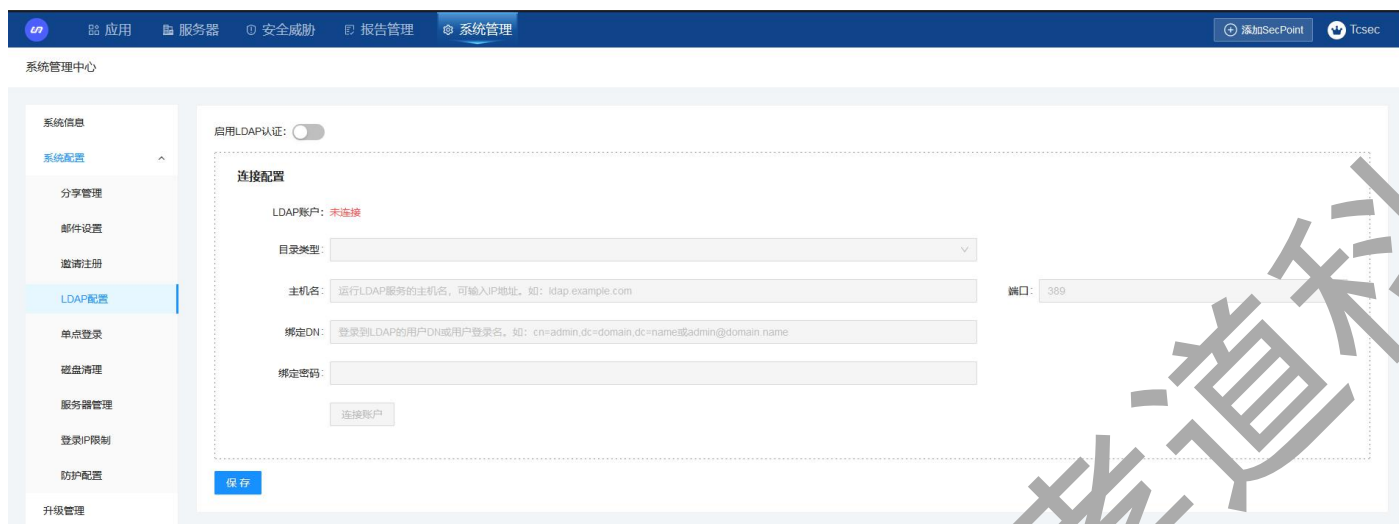 应用 服务器 安全威胁 报告管理 系统管理 添加SecPoint Tcsec
系统管理中心
系统信息
系统配置
分享管理
邮件设置
邀请注册
LDAP配置
单点登录
磁盘清理
服务器管理
登录IP限制
防护配置
升级管理
启用LDAP认证:
连接配置
LDAP账户: 未连接
目录类型:
主机名: 运行LDAP服务的主机名, 可输入IP地址。如: ldap.example.com 端口: 389
绑定DN: 登录到LDAP的用户DN或用户登录名。如: cn=admin,dc=domain,dc=name或admin@domain.name
绑定密码:
连接账户
保存
道